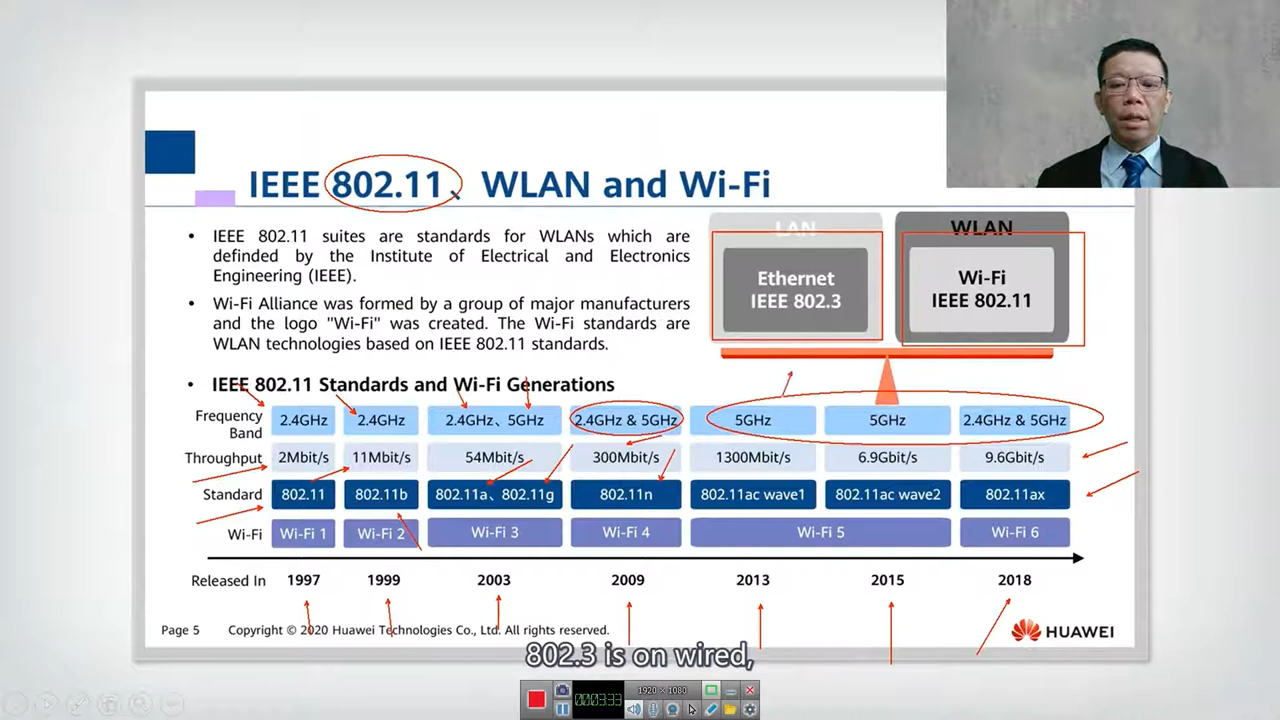 IEEE 802.11、 WLAN and Wi-Fi
• IEEE 802.11 suites are standards for WLANs which are
definded by the Institute of Electrical and Electronics
Engineering (IEEE).
• Wi-Fi Alliance was formed by a group of major manufacturers
and the logo "Wi-Fi" was created. The Wi-Fi standards are
WLAN technologies based on IEEE 802.11 standards.
LAN
Ethernet
IEEE 802.3
WLAN
Wi-Fi
IEEE 802.11
• IEEE 802.11 Standards and Wi-Fi Generations
Frequency Band 2.4GHz 2.4GHz 2.4GHz、5GHz 2.4GHz & 5GHz 5GHz 5GHz 2.4GHz & 5GHz
Throughput 2Mbit/s 11Mbit/s 54Mbit/s 300Mbit/s 1300Mbit/s 6.9Gbit/s 9.6Gbit/s
Standard 802.11 802.11b 802.11a、802.11g 802.11n 802.11ac wave1 802.11ac wave2 802.11ax
Wi-Fi Wi-Fi 1 Wi-Fi 2 Wi-Fi 3 Wi-Fi 4 Wi-Fi 5 Wi-Fi 6
Released In 1997 1999 2003 2009 2013 2015 2018
Page 5 Copyright © 2020 Huawei Technologies Co., Ltd. All rights reserved.
HUAWEI
802.3 is on wired,
000:3:33
1920 × 1080